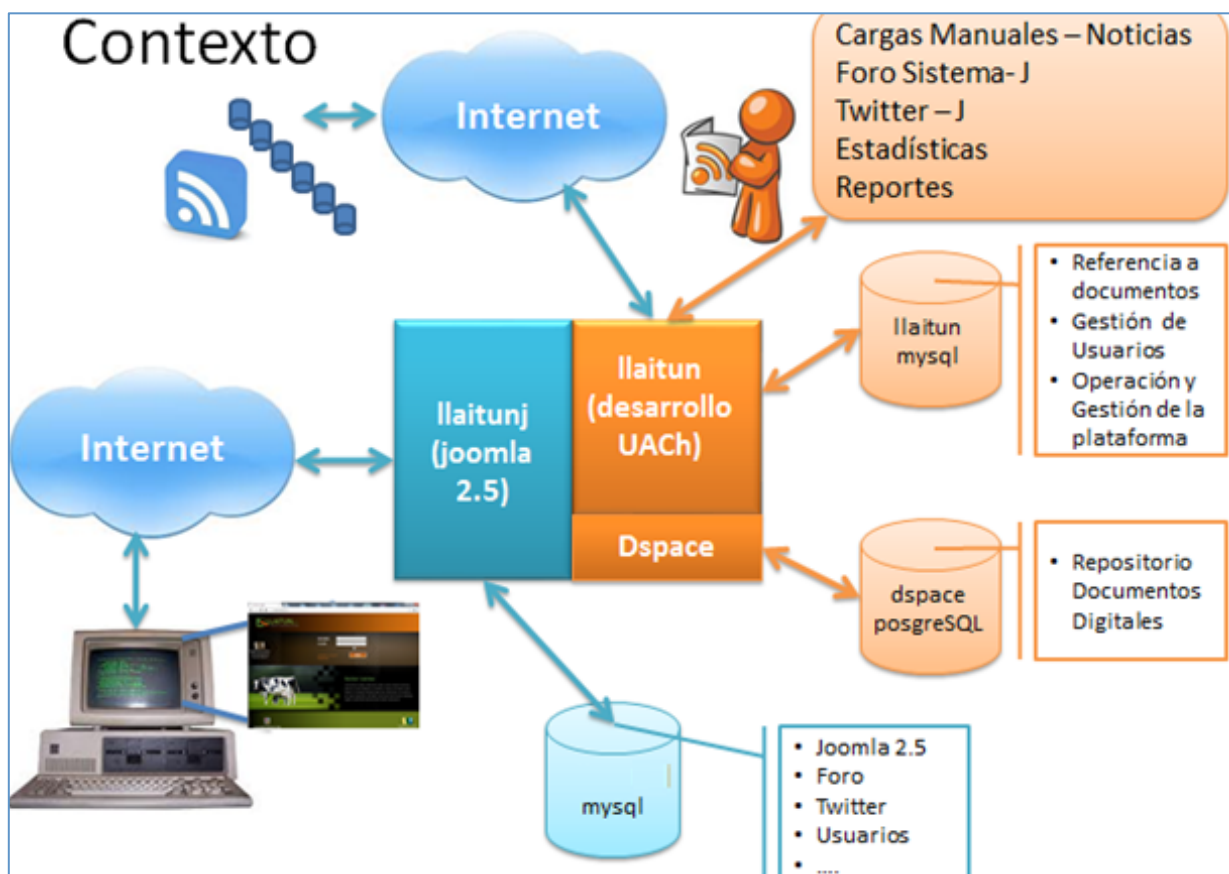 Contexto
Internet
Cargas Manuales – Noticias
Foro Sistema- J
Twitter – J
Estadísticas
Reportes
llaitun
mysql
• Referencia a
documentos
• Gestión de
Usuarios
• Operación y
Gestión de la
plataforma
Internet
llaitunj
(joomla
2.5)
llaitun
(desarrollo
UACh)
Dspace
dspace
posgreSQL
• Repositorio
Documentos
Digitales
mysql
• Joomla 2.5
• Foro
• Twitter
• Usuarios
• ....